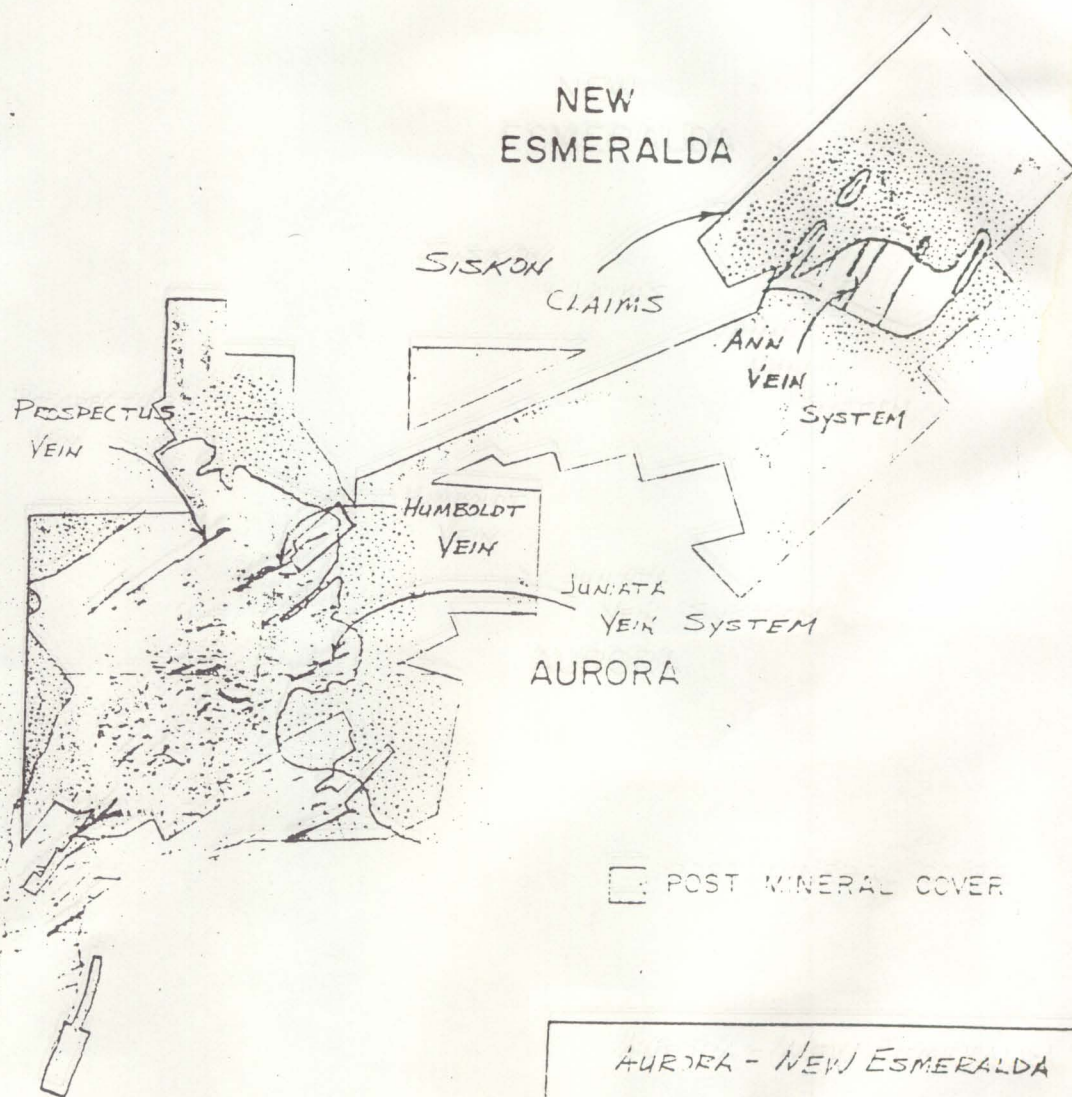 NEW
ESMERALDA
SISKON
CLAIMS
ANN
VEIN
SYSTEM
PROSPECTUS
VEIN
HUMBOLDT
VEIN
JUNIATA
VEIN SYSTEM
AURORA
POST MINERAL COVER
AURORA - NEW ESMERALDA